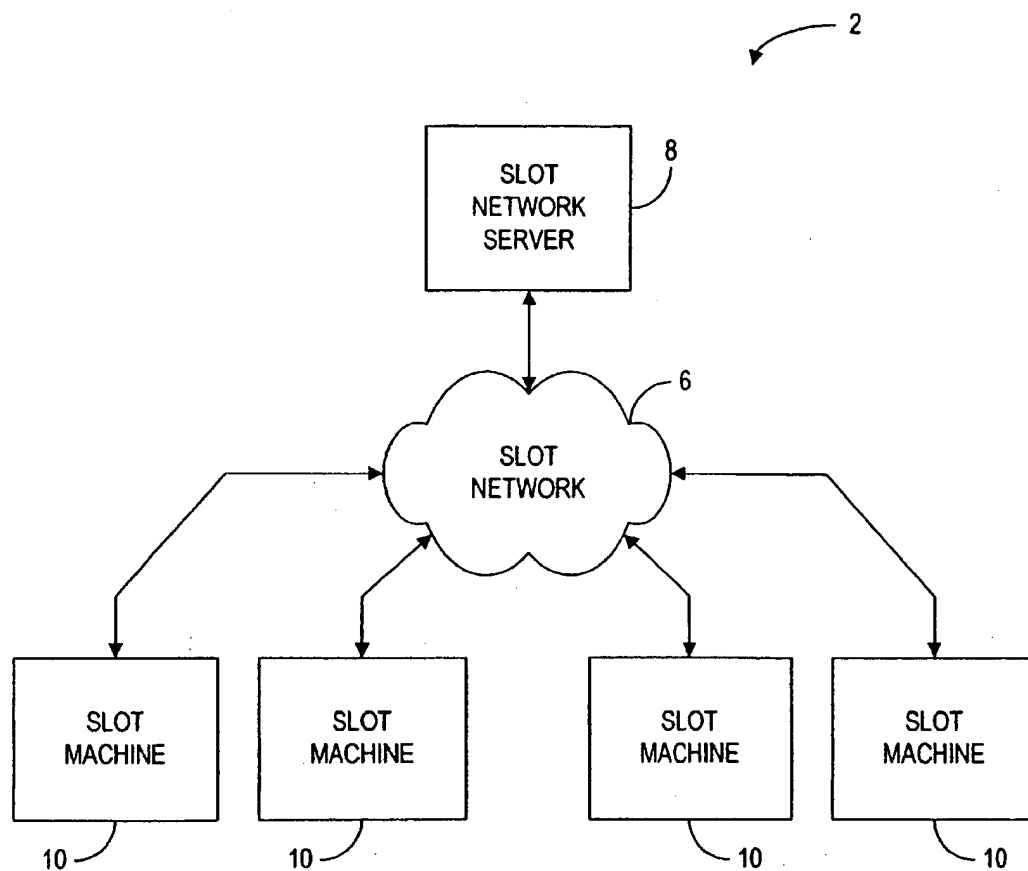 2
8
SLOT
NETWORK
SERVER
6
SLOT
NETWORK
SLOT
MACHINE
SLOT
MACHINE
SLOT
MACHINE
SLOT
MACHINE
10
10
10
10